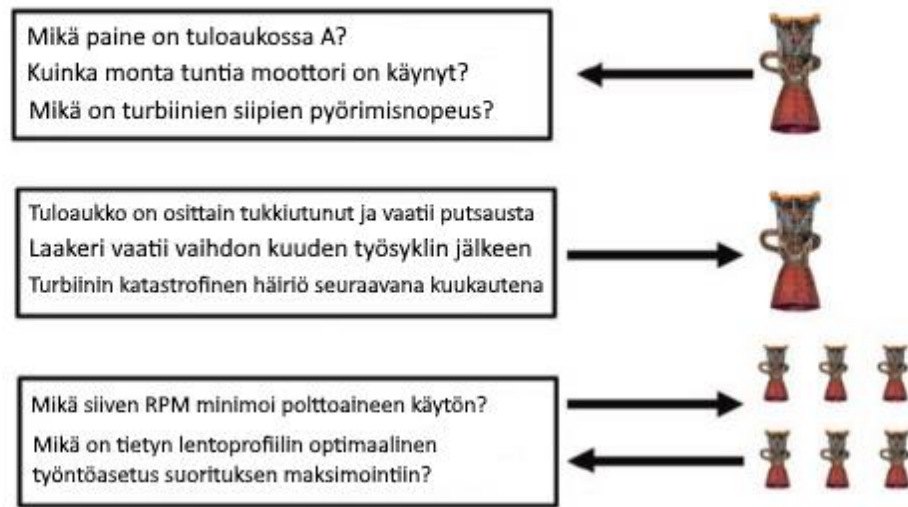 Mikä paine on tuloaukossa A?
Kuinka monta tuntia moottori on käynyt?
Mikä on turbiinien siipien pyörimisnopeus?
Tuloaukko on osittain tukkiutunut ja vaatii putsausta
Laakeri vaatii vaihdon kuuden työsyklin jälkeen
Turbiinin katastrofinen häiriö seuraavana kuukautena
Mikä siiven RPM minimoi polttoaineen käytön?
Mikä on tietyn lentoprofiilin optimaalinen
työntöasetus suorituksen maksimointiin?